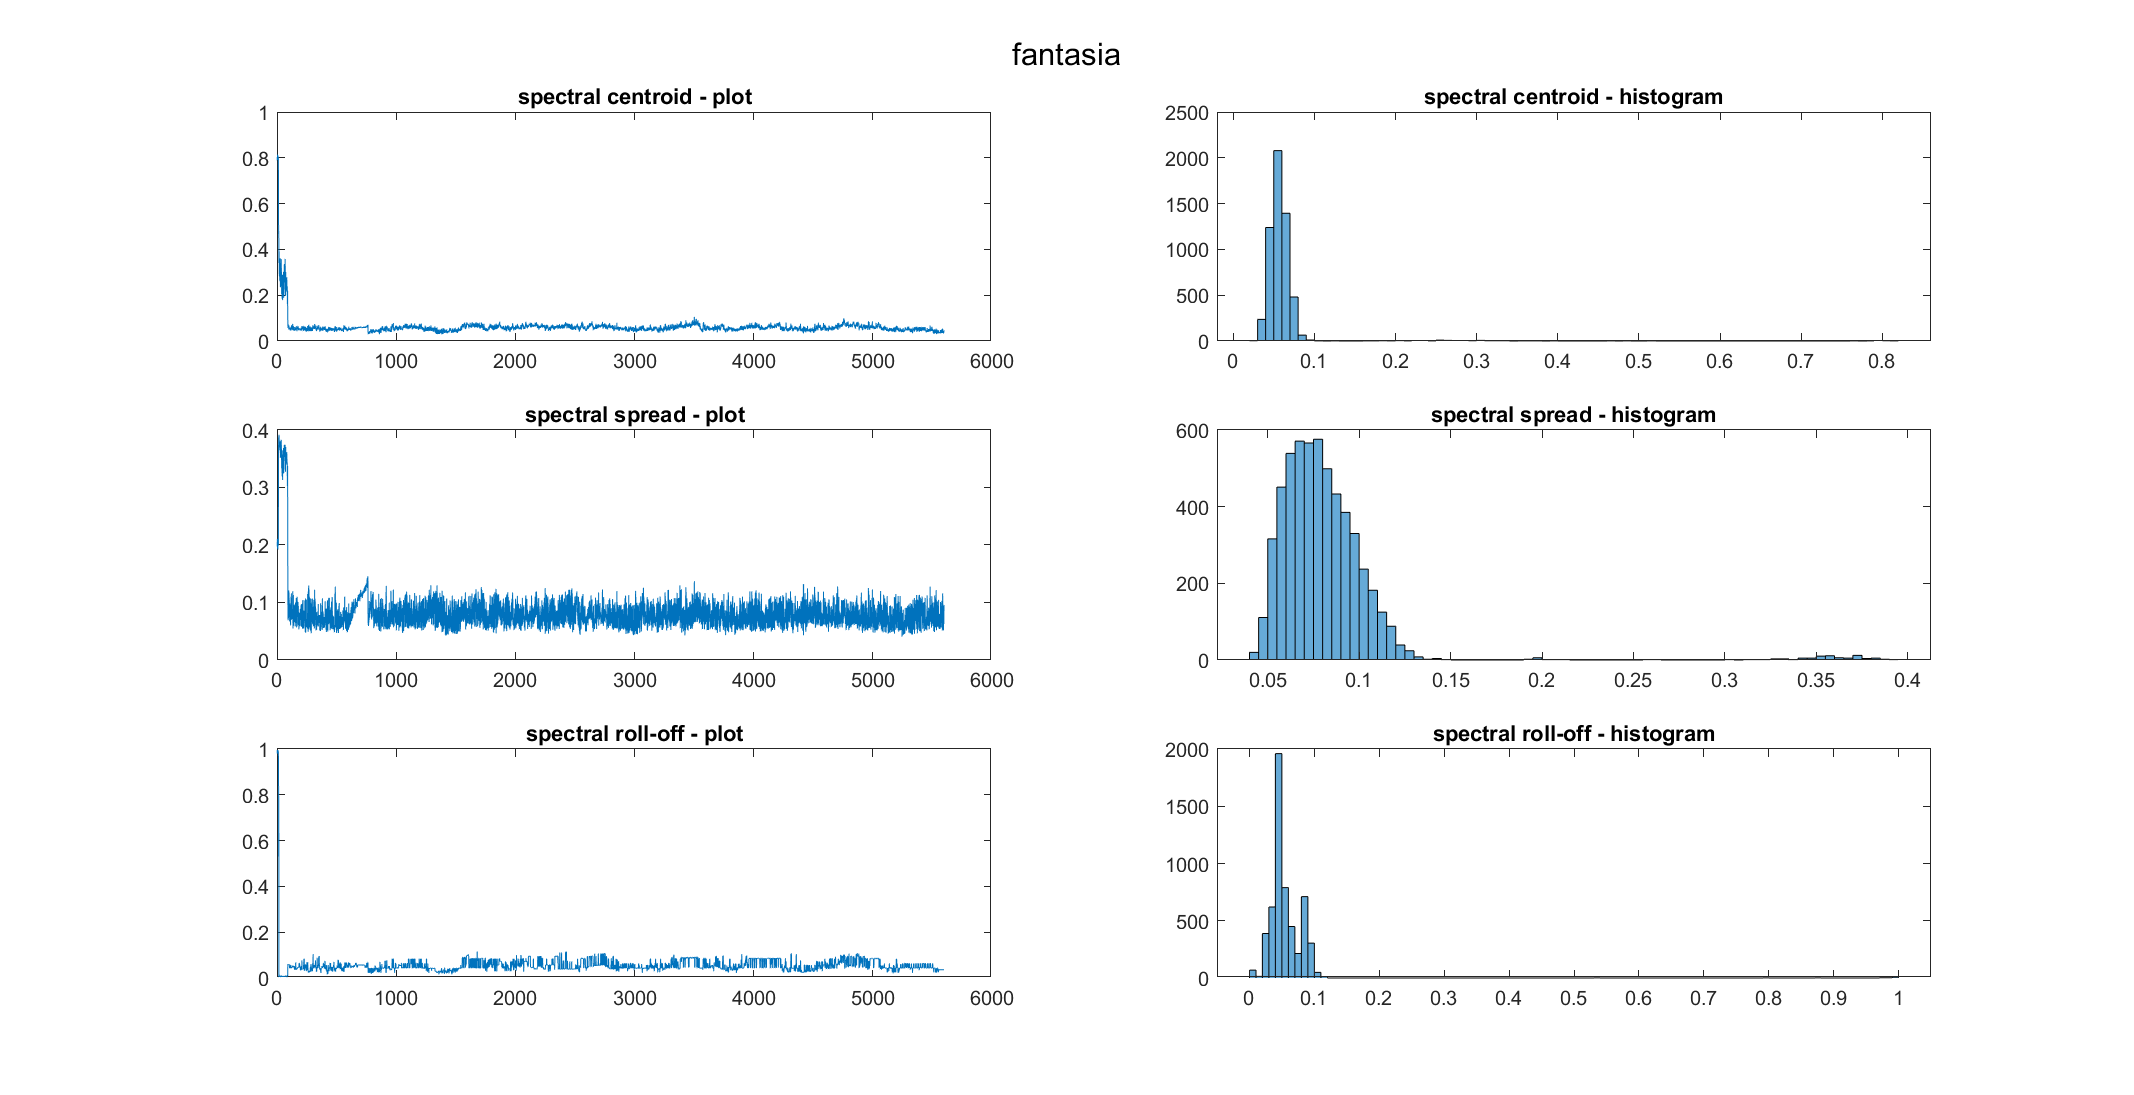 fantasia
spectral centroid - plot
1
0.8
0.6
0.4
0.2
0
0 1000 2000 3000 4000 5000 6000
spectral centroid - histogram
2500
2000
1500
1000
500
0
0 0.1 0.2 0.3 0.4 0.5 0.6 0.7 0.8
spectral spread - plot
0.4
0.3
0.2
0.1
0
0 1000 2000 3000 4000 5000 6000
spectral spread - histogram
600
400
200
0
0.05 0.1 0.15 0.2 0.25 0.3 0.35 0.4
spectral roll-off - plot
1
0.8
0.6
0.4
0.2
0
0 1000 2000 3000 4000 5000 6000
spectral roll-off - histogram
2000
1500
1000
500
0
0 0.1 0.2 0.3 0.4 0.5 0.6 0.7 0.8 0.9 1